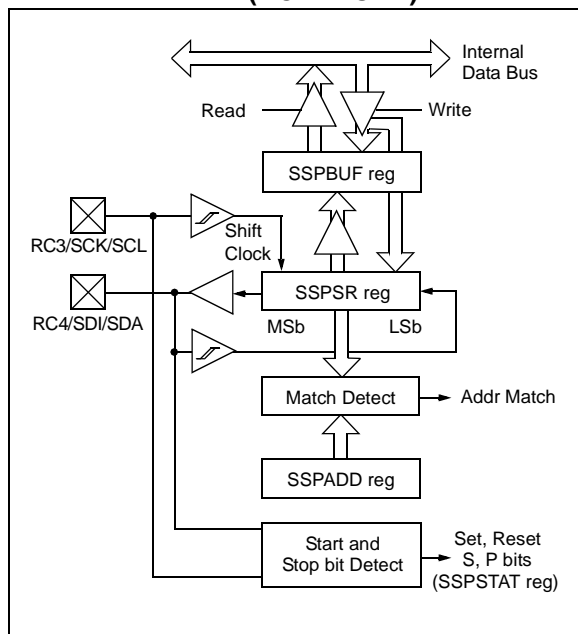 Internal
Data Bus
Read
Write
SSPBUF reg
RC3/SCK/SCL
Shift
Clock
SSPSR reg
RC4/SDI/SDA
MSb
LSb
Match Detect
Addr Match
SSPADD reg
Start and
Stop bit Detect
Set, Reset
S, P bits
(SSPSTAT reg)